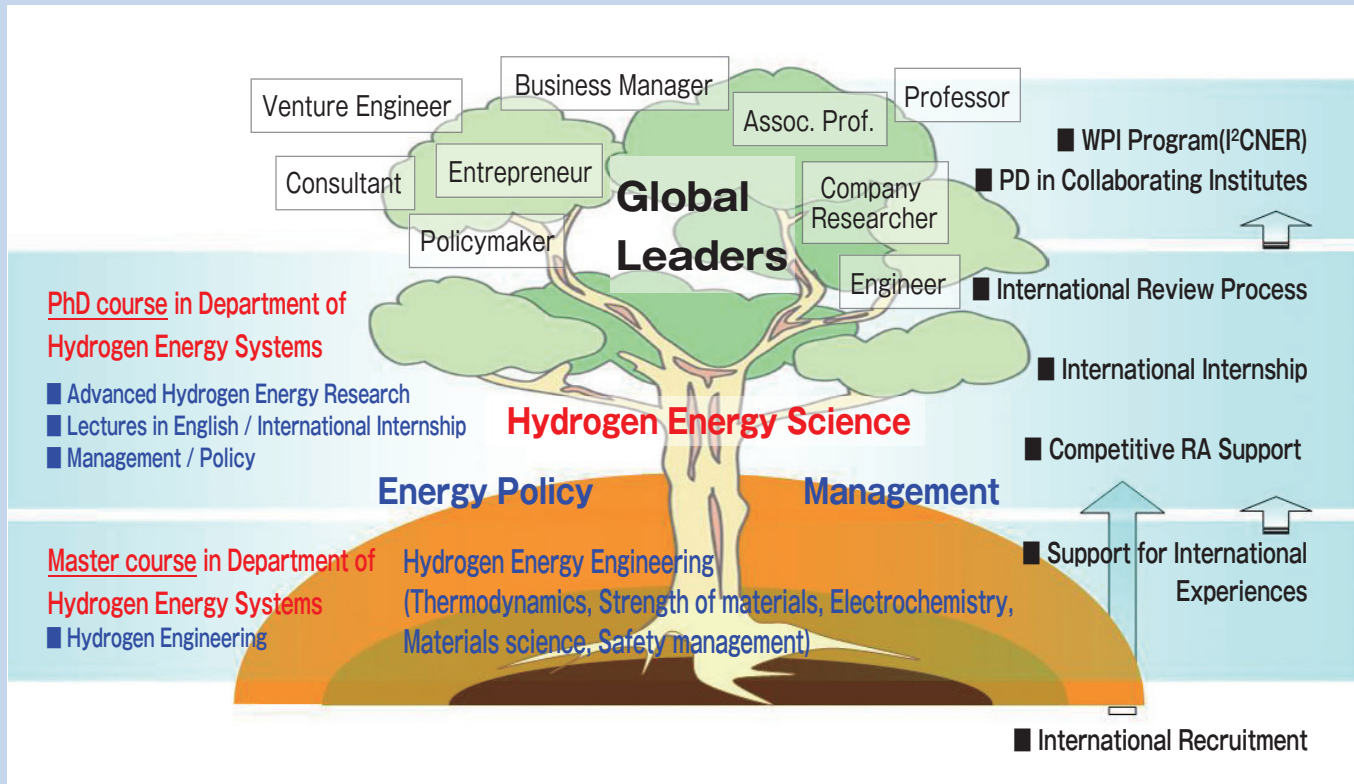 Business Manager
Venture Engineer
Professor
Assoc. Prof.
Entrepreneur
Consultant
Company
Researcher
Policymaker
Engineer
Global
Leaders
■ WPI Program(I²CNER)
■ PD in Collaborating Institutes
■ International Review Process
■ International Internship
■ Competitive RA Support
■ Support for International
Experiences
■ International Recruitment
PhD course in Department of
Hydrogen Energy Systems
■ Advanced Hydrogen Energy Research
■ Lectures in English / International Internship
■ Management / Policy
Hydrogen Energy Science
Energy Policy
Management
Master course in Department of
Hydrogen Energy Systems
■ Hydrogen Engineering
Hydrogen Energy Engineering
(Thermodynamics, Strength of materials, Electrochemistry,
Materials science, Safety management)